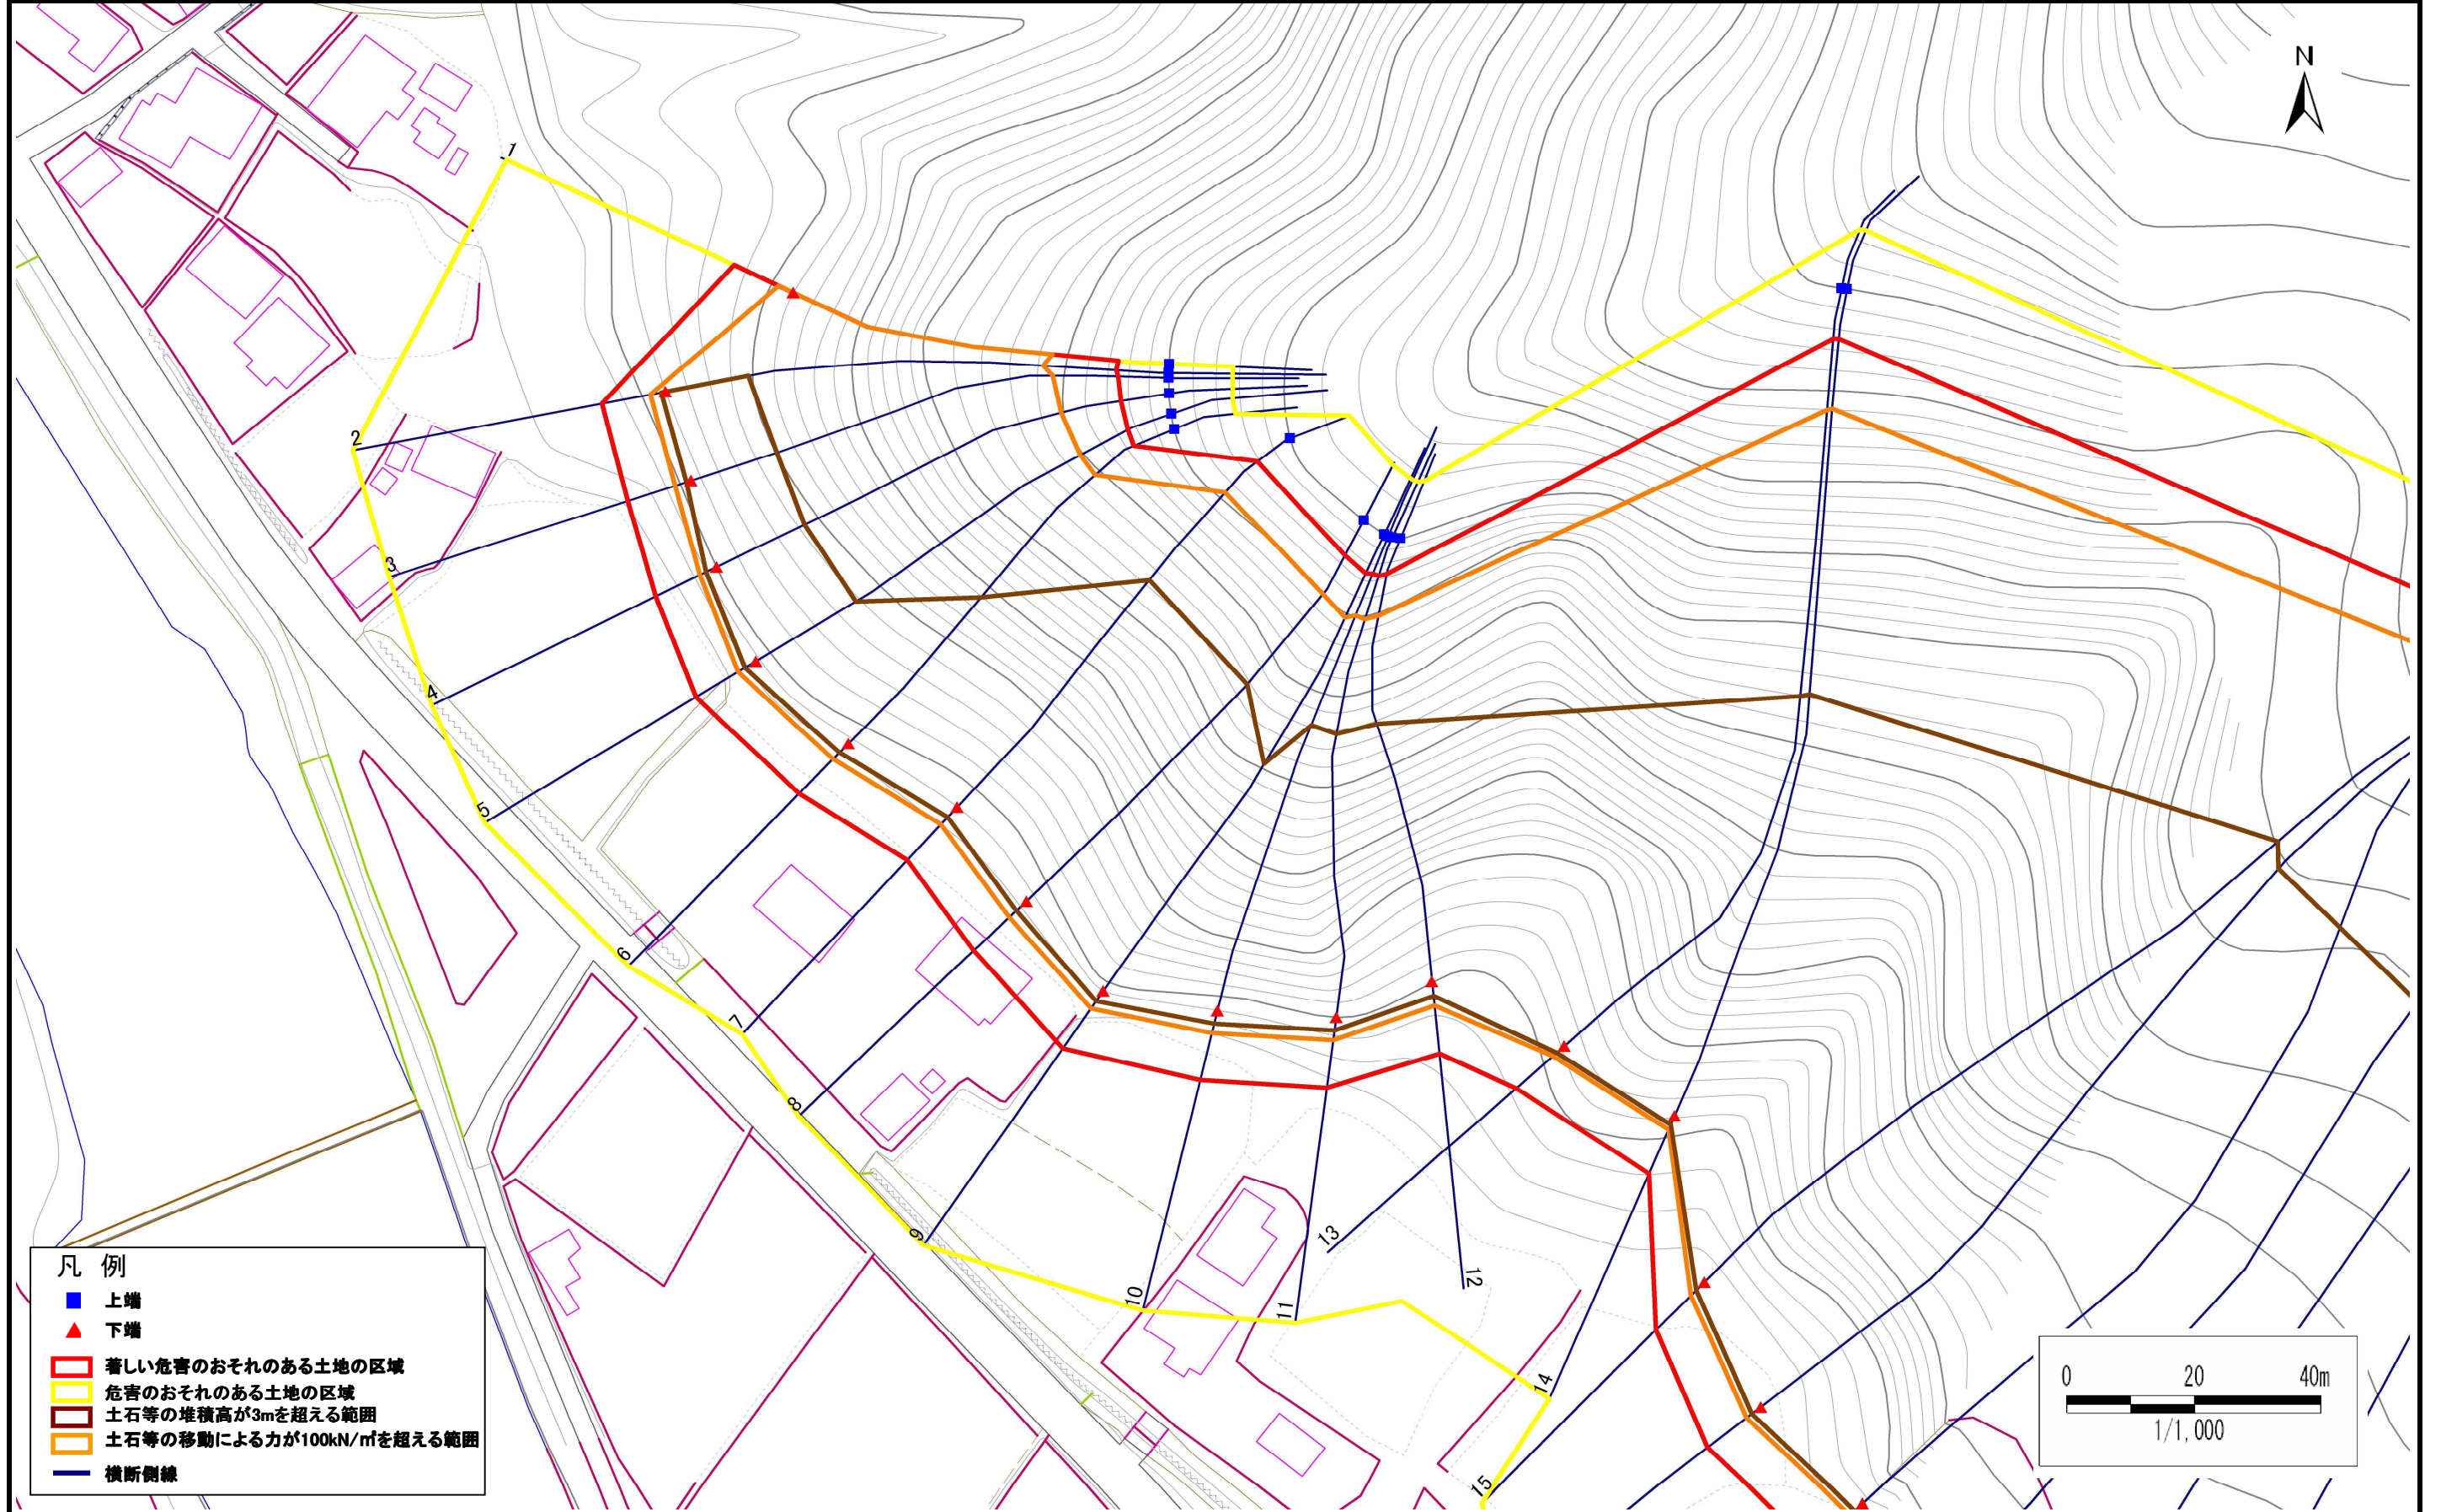 N
1
2
3
4
5
6
7
8
9
10
11
13
12
14
15
凡 例
上端
下端
著しい危害のおそれのある土地の区域
危害のおそれのある土地の区域
土石等の堆積高が3mを超える範囲
土石等の移動による力が100kN/㎡を超える範囲
横断側線
0 20 40m
1/1,000